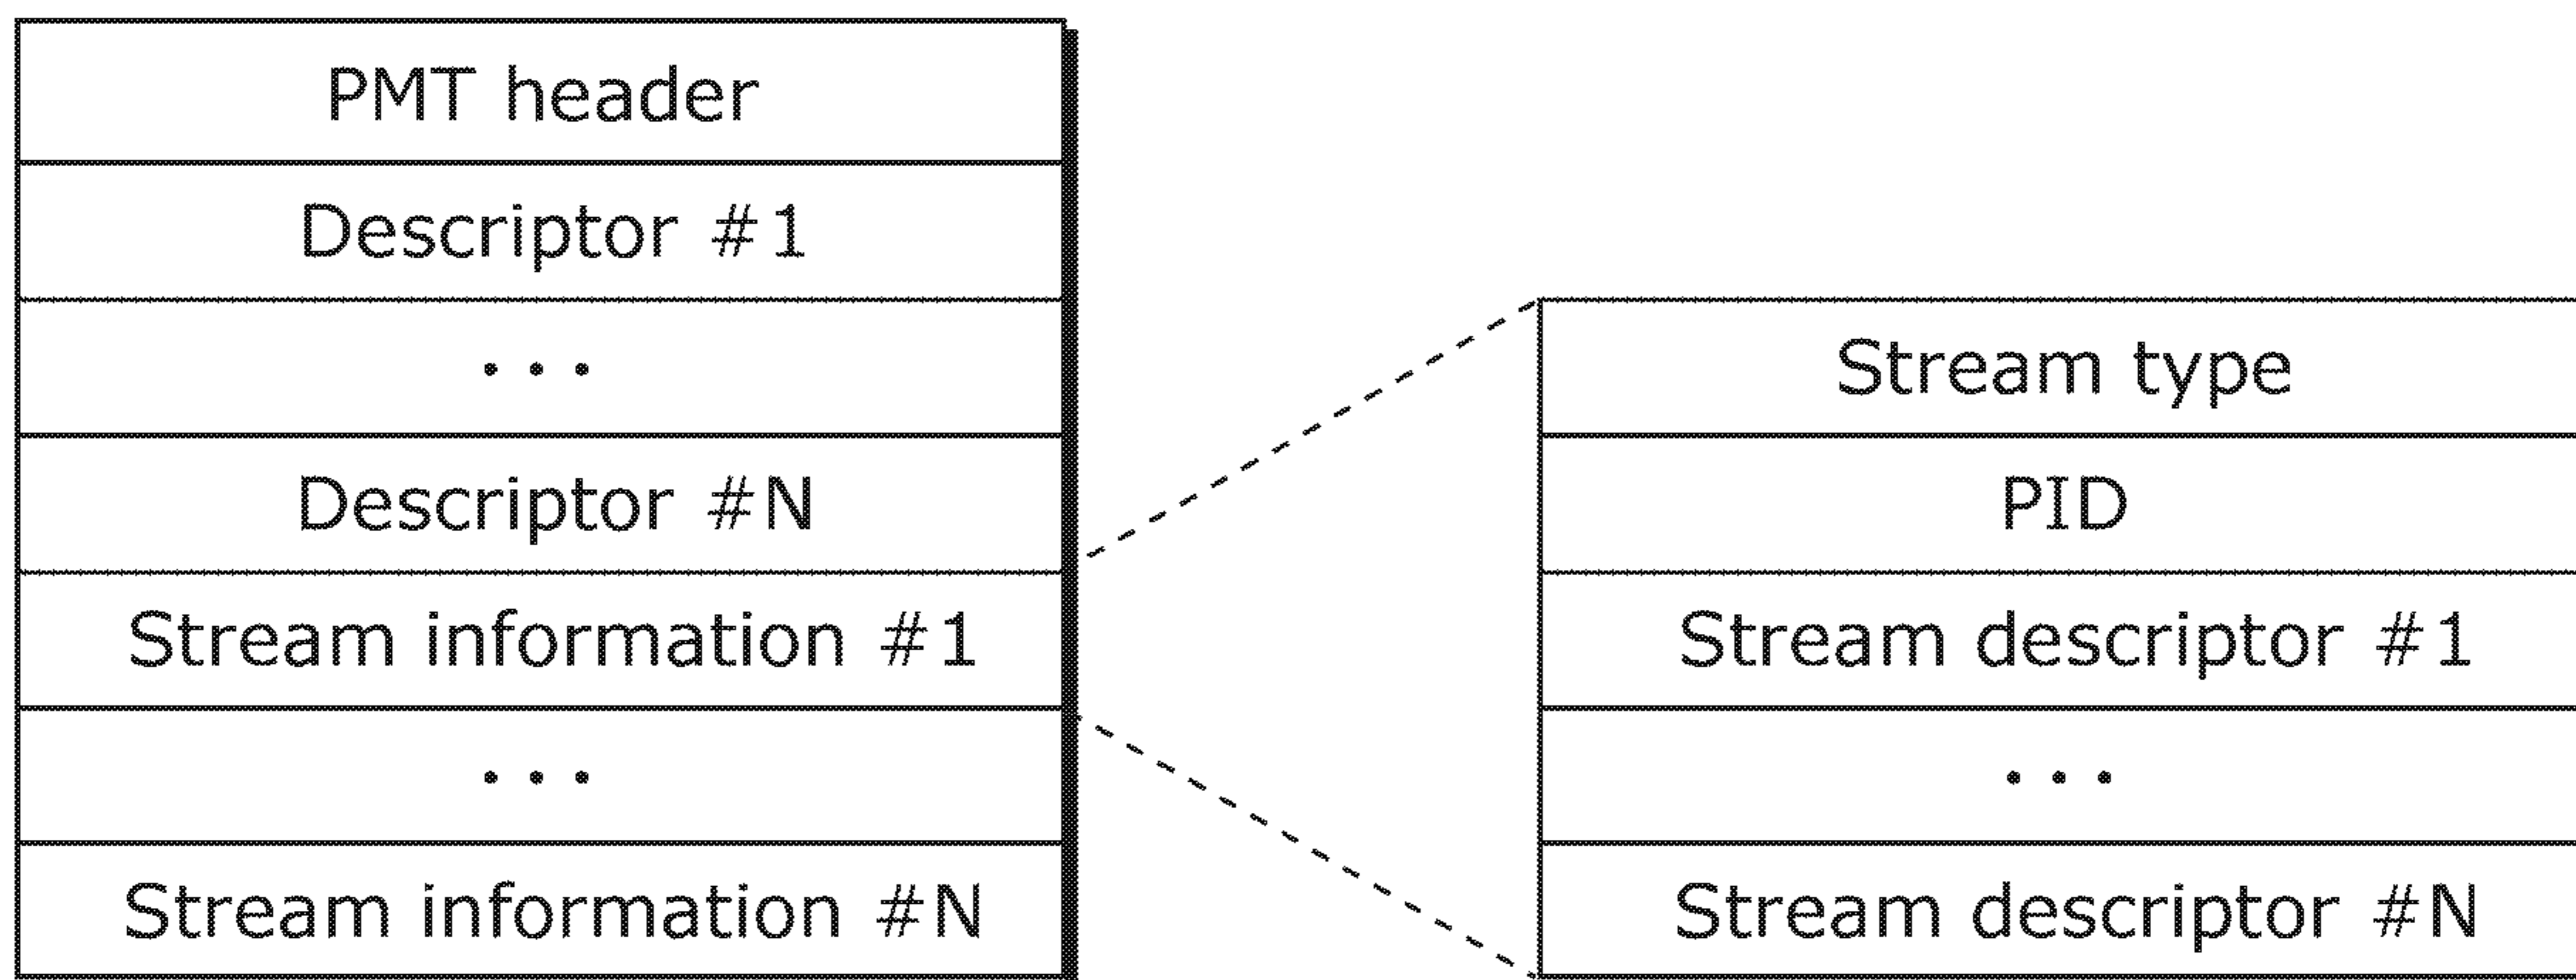 PMT header
Descriptor #1
...
Descriptor #N
Stream information #1
...
Stream information #N
Stream type
PID
Stream descriptor #1
...
Stream descriptor #N